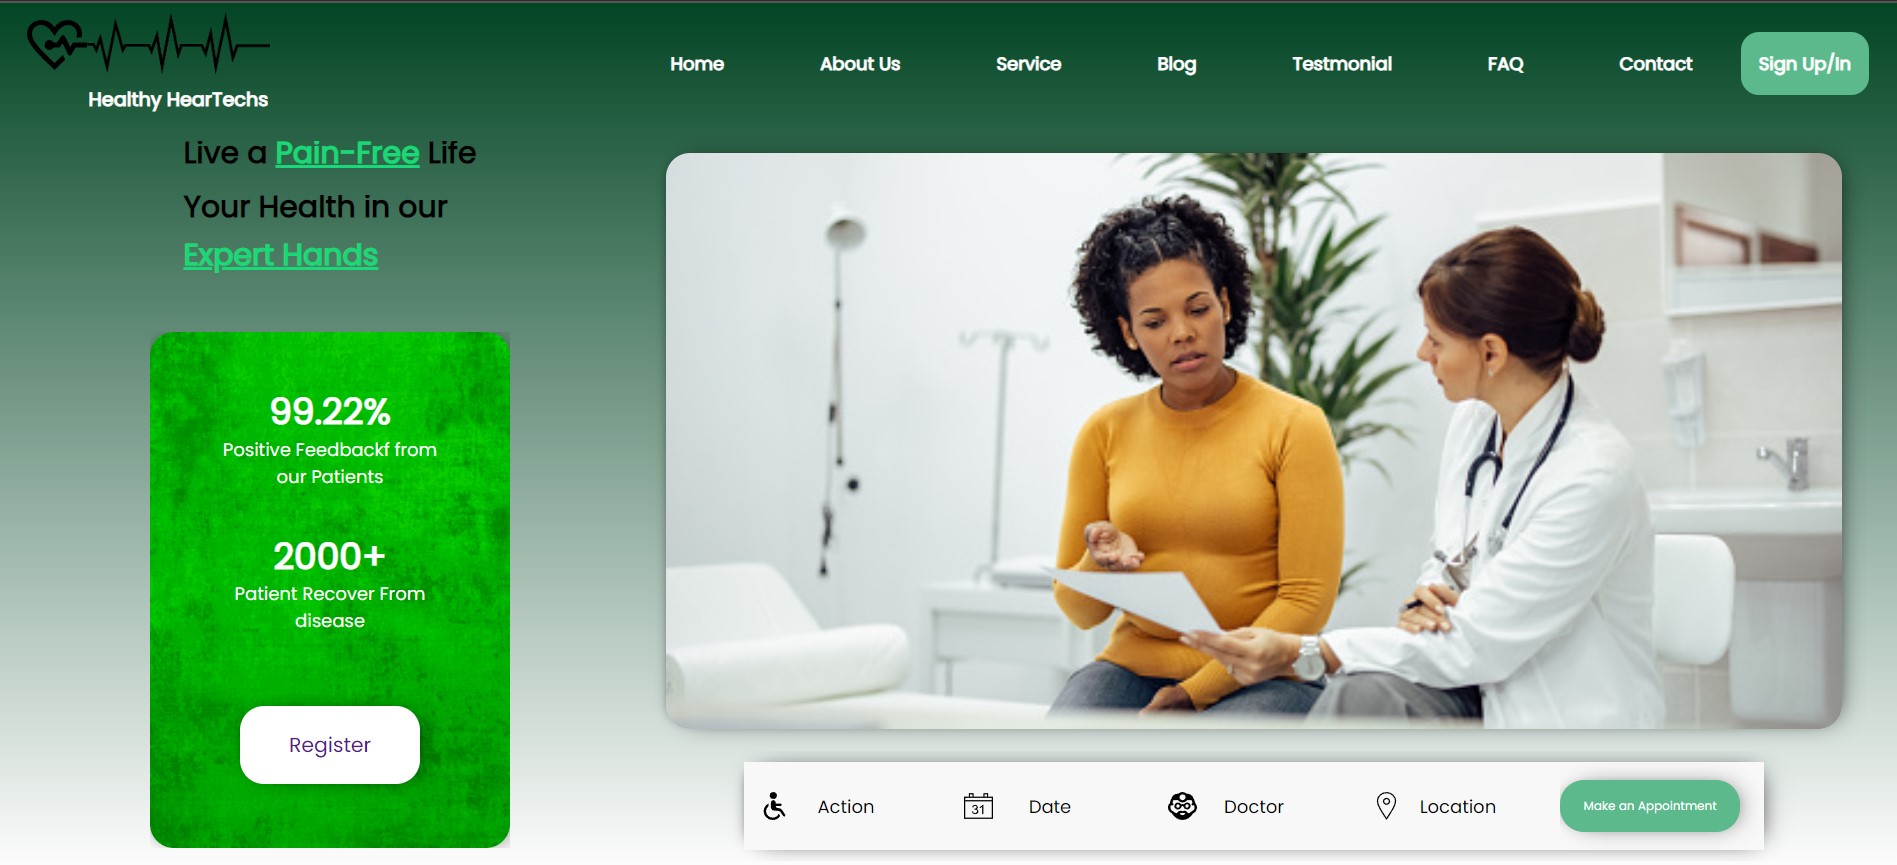 Healthy HearTechs
Home
About Us
Service
Blog
Testmonial
FAQ
Contact
Sign Up/In
Live a Pain-Free Life
Your Health in our
Expert Hands
99.22%
Positive Feedbackf from
our Patients
2000+
Patient Recover From
disease
Register
Action
31
Date
Doctor
Location
Make an Appointment